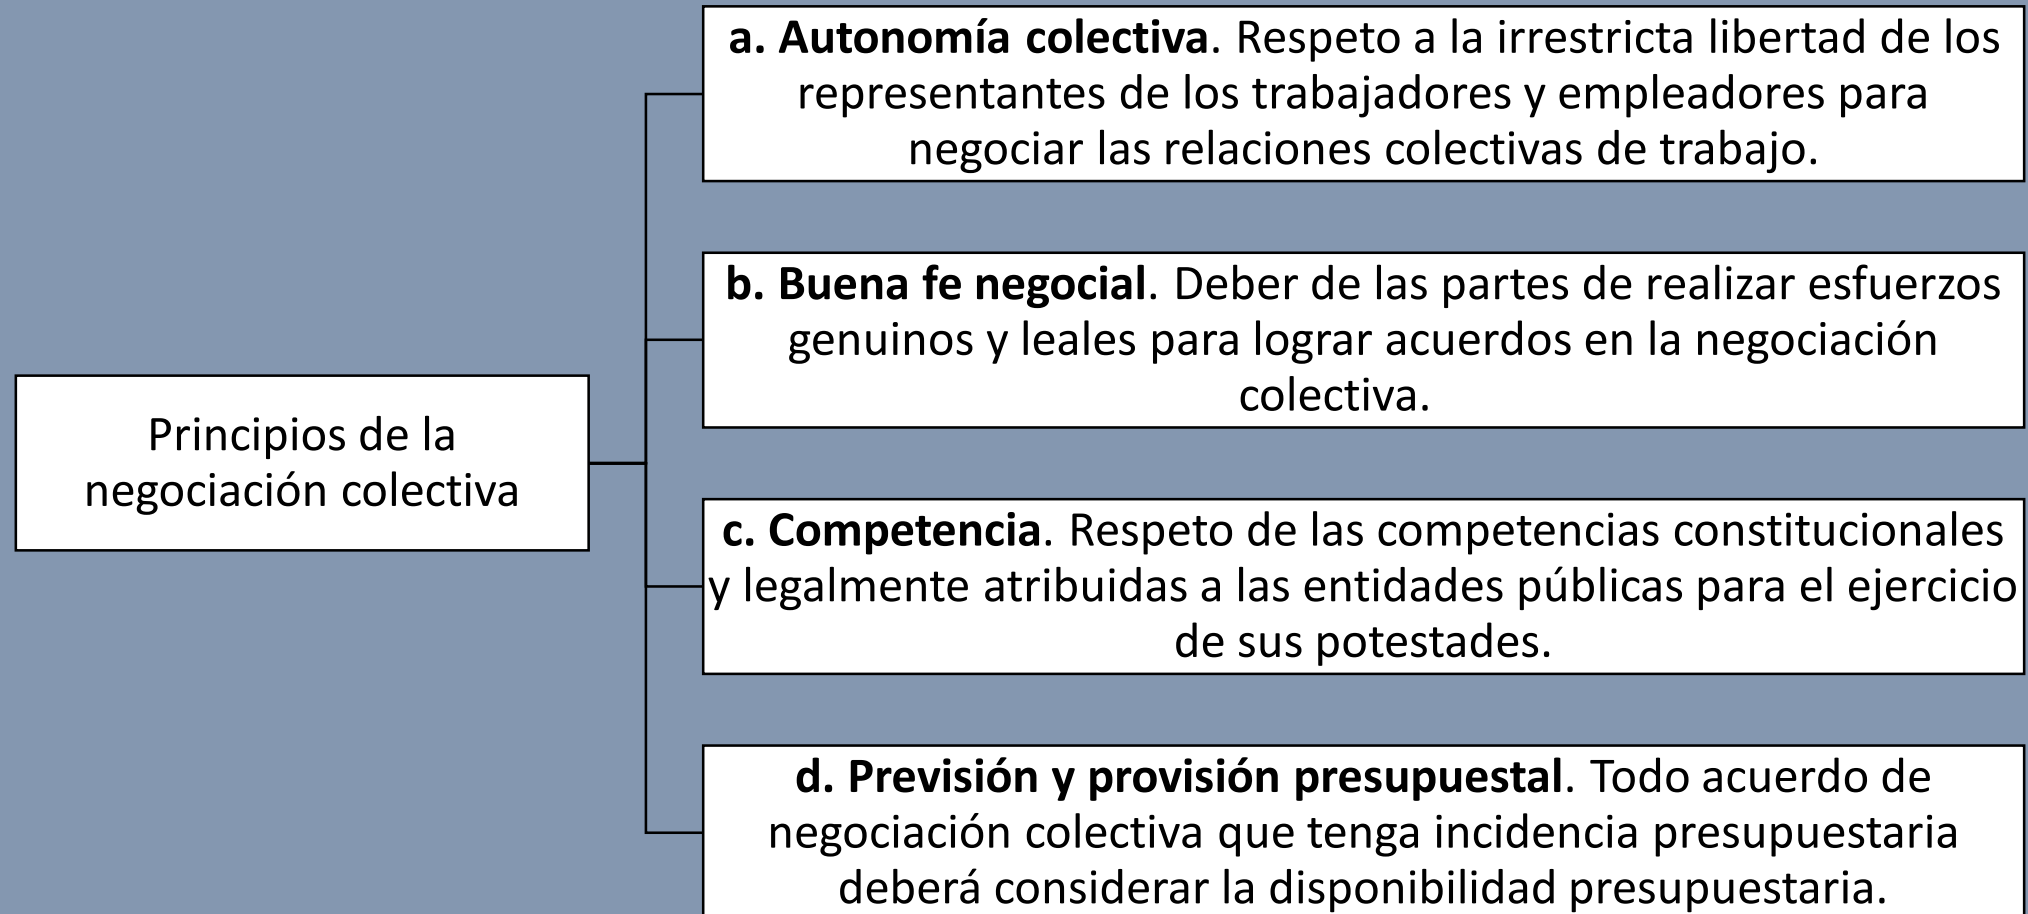 a. Autonomía colectiva. Respeto a la irrestricta libertad de los
representantes de los trabajadores y empleadores para
negociar las relaciones colectivas de trabajo.
b. Buena fe negocial. Deber de las partes de realizar esfuerzos
genuinos y leales para lograr acuerdos en la negociación
colectiva.
Principios de la
negociación colectiva
c. Competencia. Respeto de las competencias constitucionales
y legalmente atribuidas a las entidades públicas para el ejercicio
de sus potestades.
d. Previsión y provisión presupuestal. Todo acuerdo de
negociación colectiva que tenga incidencia presupuestaria
deberá considerar la disponibilidad presupuestaria.